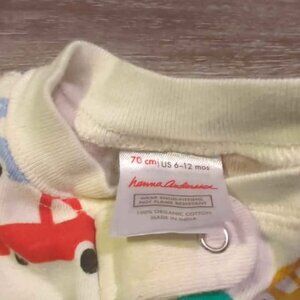 70 cm | US 6-12 mos
hanna Andersson
WEAR SNUG-FITTING
NOT FLAME RESISTANT
100% ORGANIC COTTON
MADE IN INDIA